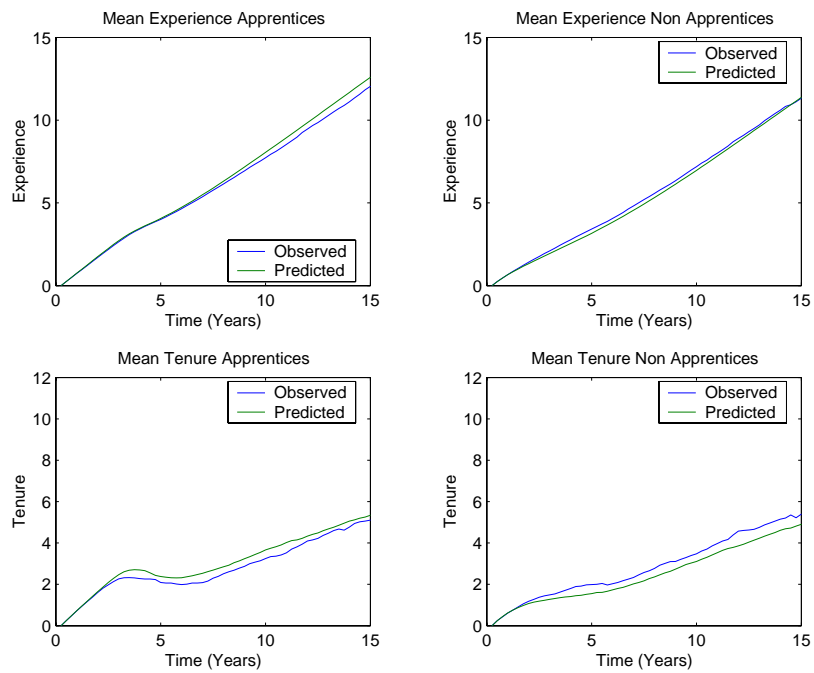 Mean Experience Apprentices
15
10
5
0
Experience
Observed
Predicted
0 5 10 15
Time (Years)
Mean Experience Non Apprentices
15
10
5
0
Experience
Observed
Predicted
0 5 10 15
Time (Years)
Mean Tenure Apprentices
12
10
8
6
4
2
0
Tenure
Observed
Predicted
0 5 10 15
Time (Years)
Mean Tenure Non Apprentices
12
10
8
6
4
2
0
Tenure
Observed
Predicted
0 5 10 15
Time (Years)